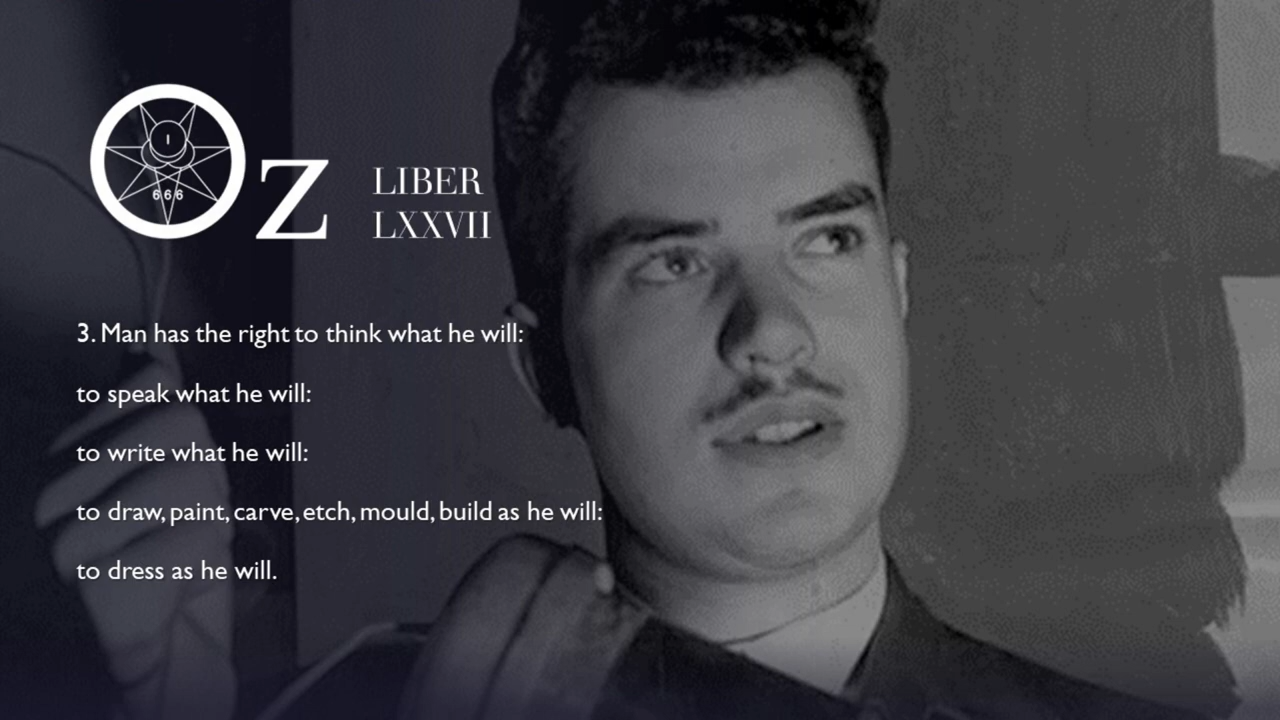 Oz
LIBER
LXXVII
I
666
3. Man has the right to think what he will:
to speak what he will:
to write what he will:
to draw, paint, carve, etch, mould, build as he will:
to dress as he will.